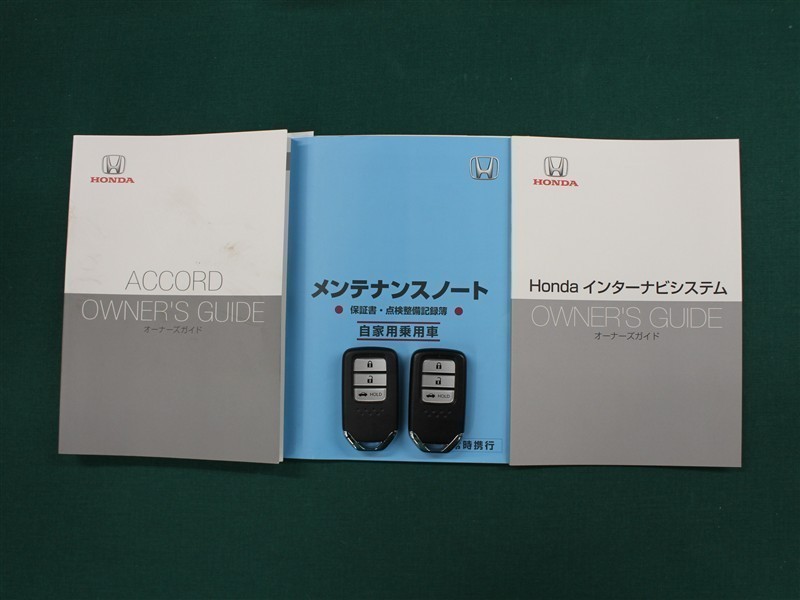 HONDA
ACCORD
OWNER'S GUIDE
オーナーズガイド
メンテナンスノート
保証書・点検整備記録簿
自家用乗用車
HOLD
HOLD
時携行
HONDA
Honda インターナビシステム
OWNER'S GUIDE
オーナーズガイド